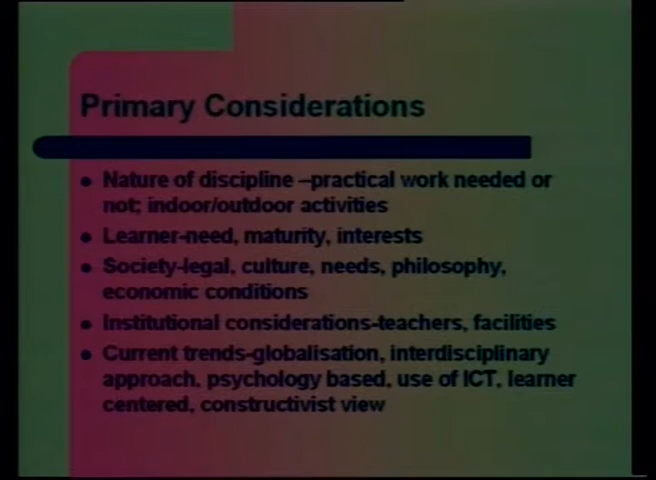 Primary Considerations
Nature of discipline –practical work needed or
not; indoor/outdoor activities
Learner-need, maturity, interests
Society-legal, culture, needs, philosophy,
economic conditions
Institutional considerations-teachers, facilities
Current trends-globalisation, interdisciplinary
approach, psychology based, use of ICT, learner
centered, constructivist view